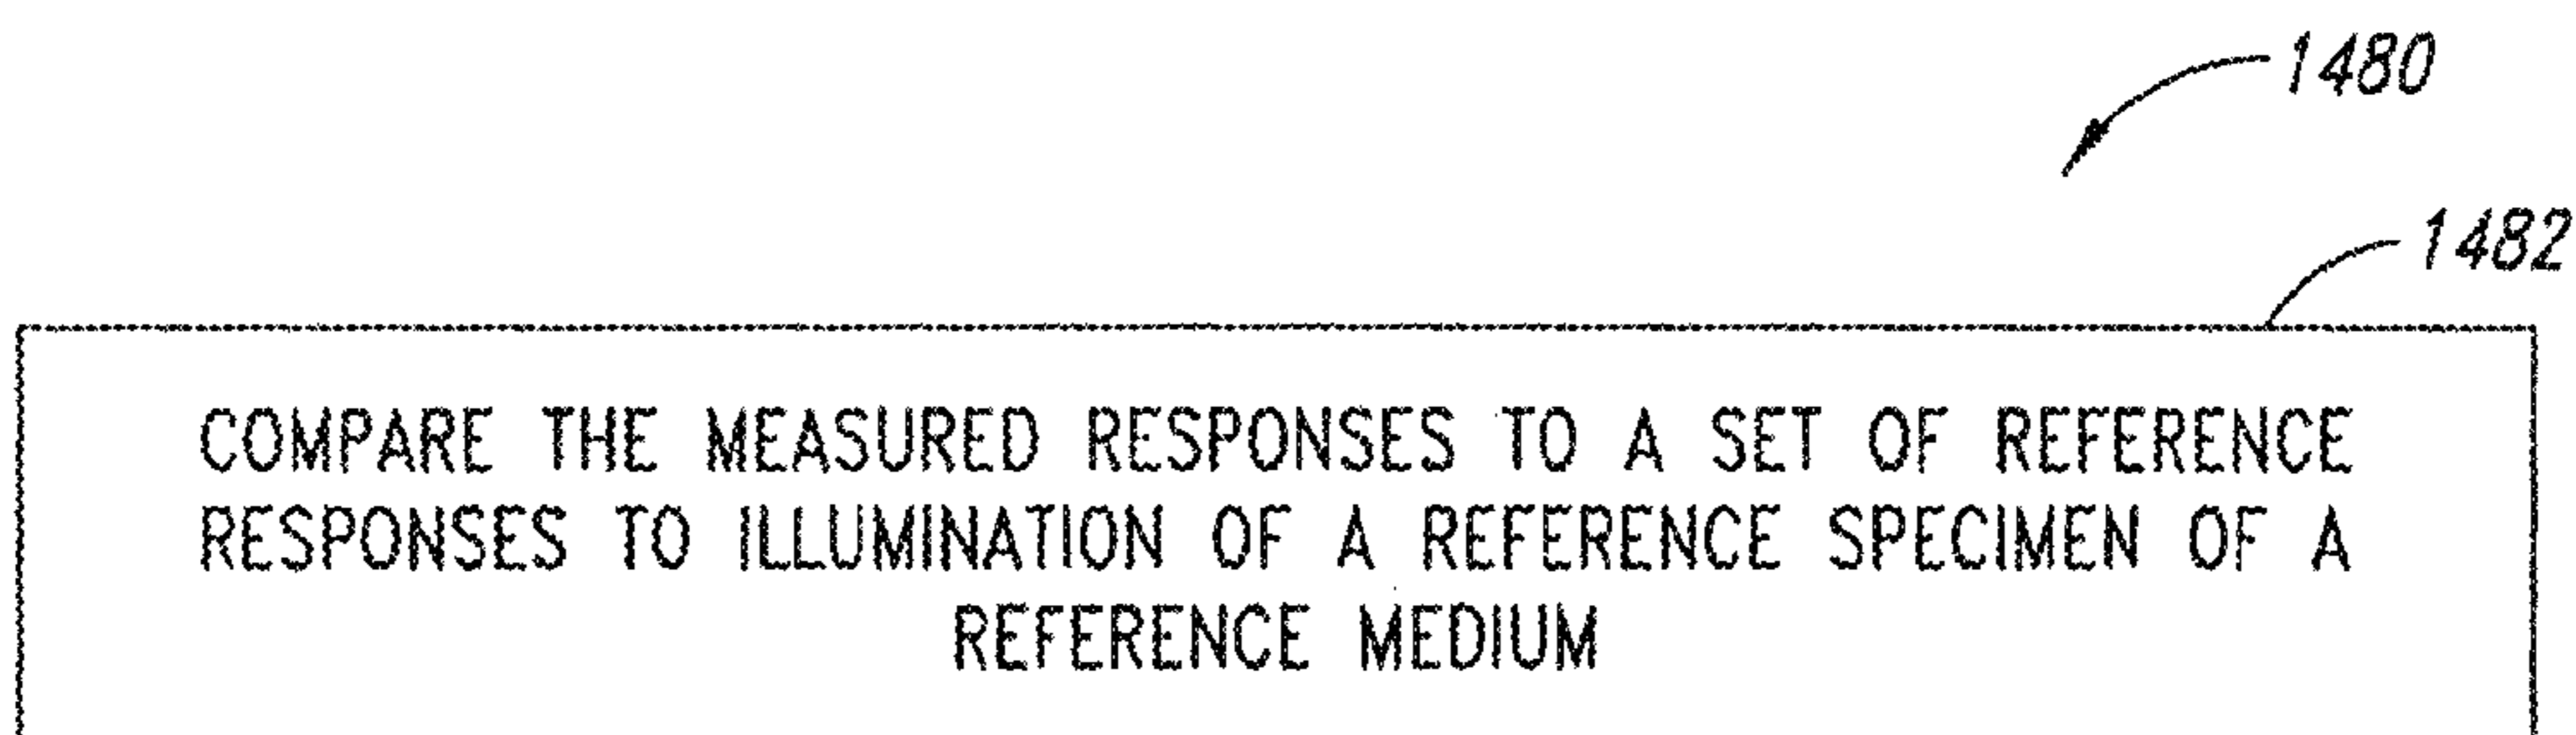 1480
1482
COMPARE THE MEASURED RESPONSES TO A SET OF REFERENCE
RESPONSES TO ILLUMINATION OF A REFERENCE SPECIMEN OF A
REFERENCE MEDIUM